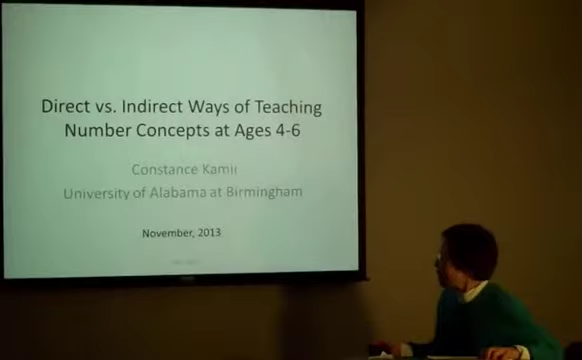 Direct vs. Indirect Ways of Teaching
Number Concepts at Ages 4-6
Constance Kamii
University of Alabama at Birmingham
November, 2013